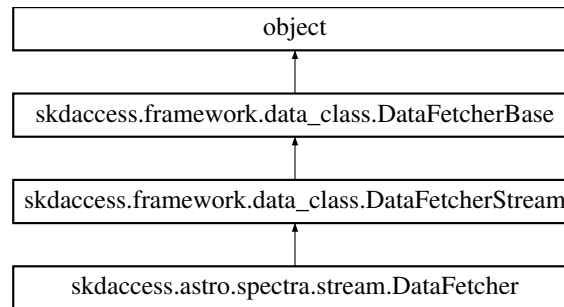 object
skdaccess.framework.data_class.DataFetcherBase
skdaccess.framework.data_class.DataFetcherStream
skdaccess.astro.spectra.stream.DataFetcher